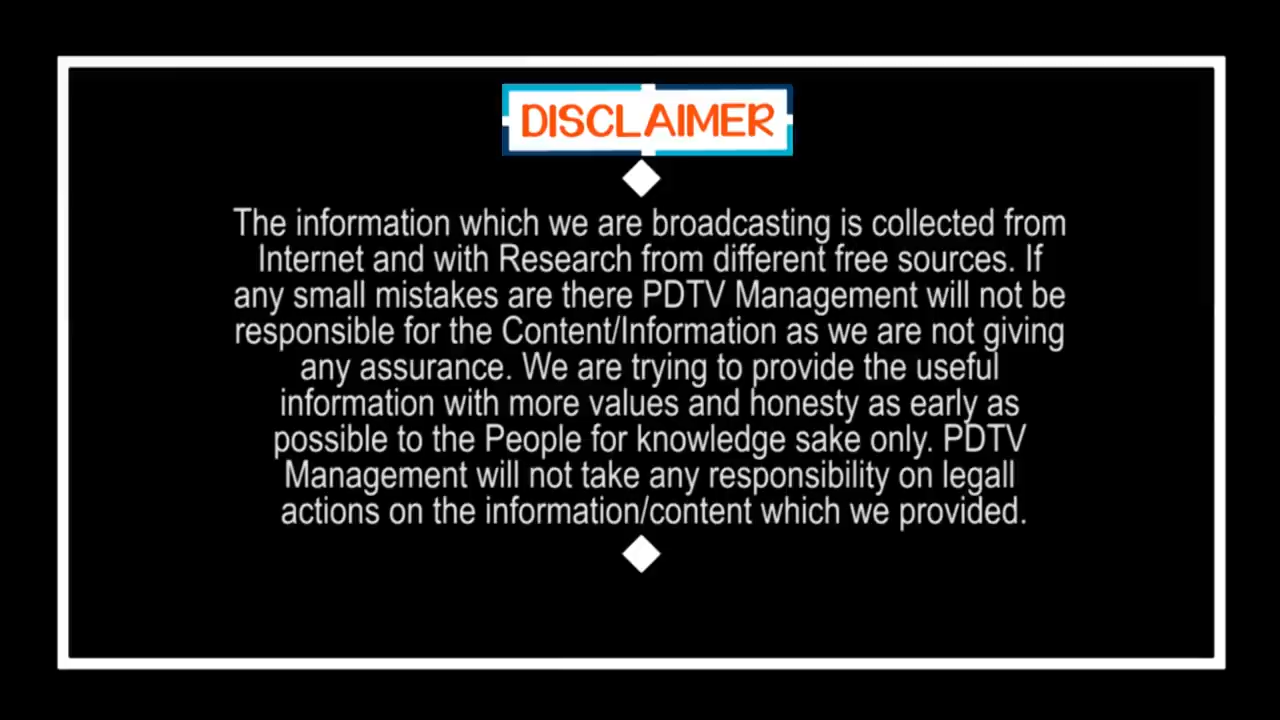 DISCLAIMER
The information which we are broadcasting is collected from
Internet and with Research from different free sources. If
any small mistakes are there PDTV Management will not be
responsible for the Content/Information as we are not giving
any assurance. We are trying to provide the useful
information with more values and honesty as early as
possible to the People for knowledge sake only. PDTV
Management will not take any responsibility on legall
actions on the information/content which we provided.